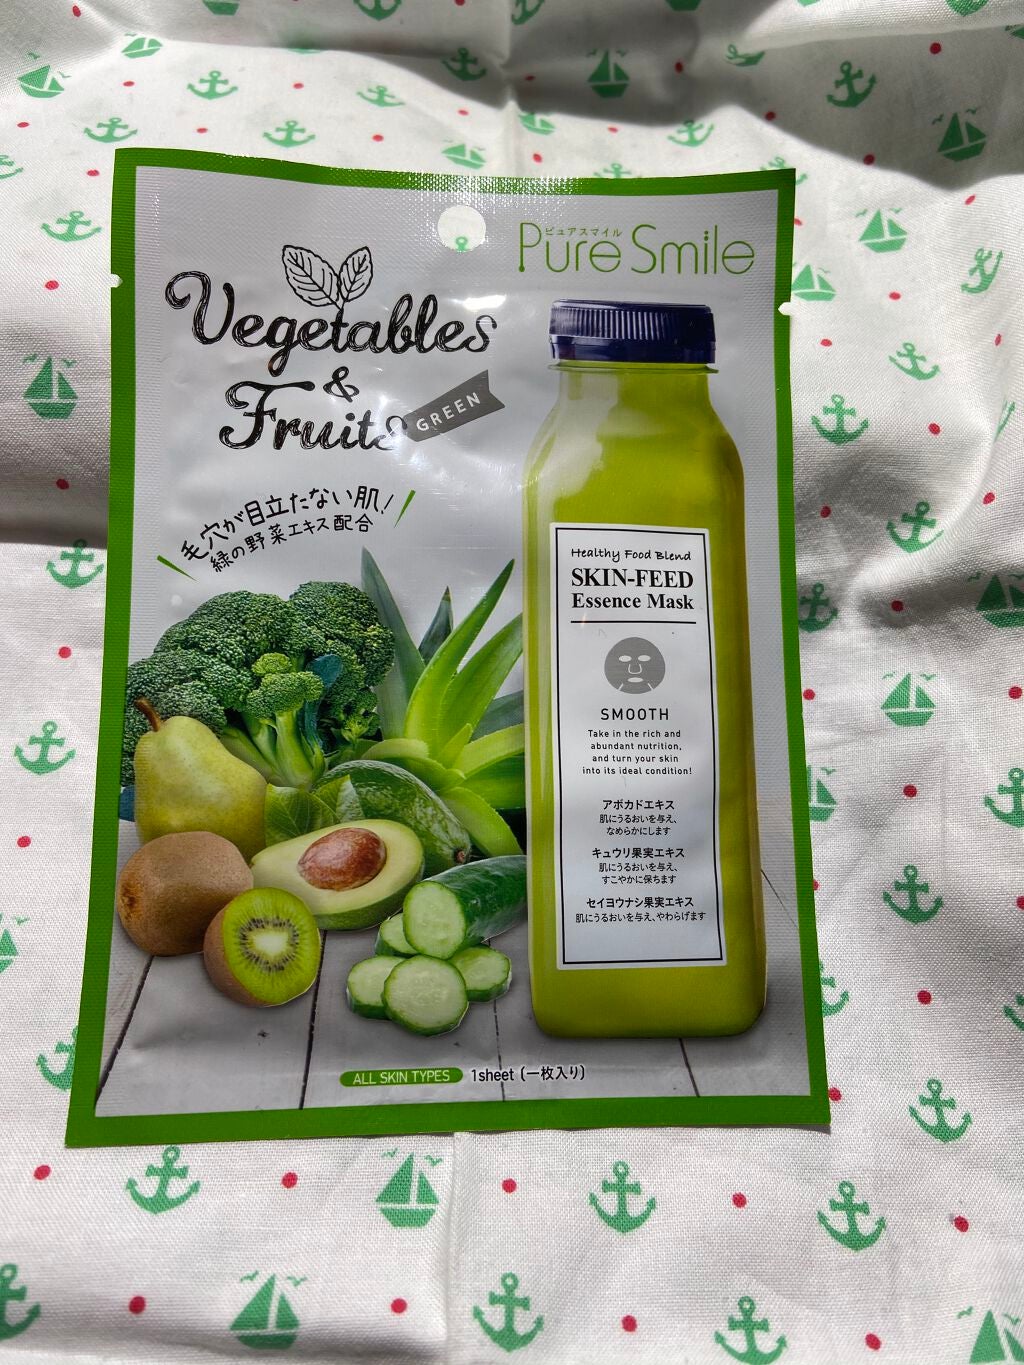 ピュアスマイル
Pure Smile
Vegetables
&
Fruits
GREEN
毛穴が目立たない肌!
緑の野菜エキス配合
Healthy Food Blend
SKIN-FEED
Essence Mask
SMOOTH
Take in the rich and
abundant nutrition,
and turn your skin
into its ideal condition!
アボカドエキス
肌にうるおいを与え、
なめらかにします
キュウリ果実エキス
肌にうるおいを与え、
すこやかに保ちます
セイヨウナシ果実エキス
肌にうるおいを与え、やわらげます
ALL SKIN TYPES 1sheet (一枚入り)